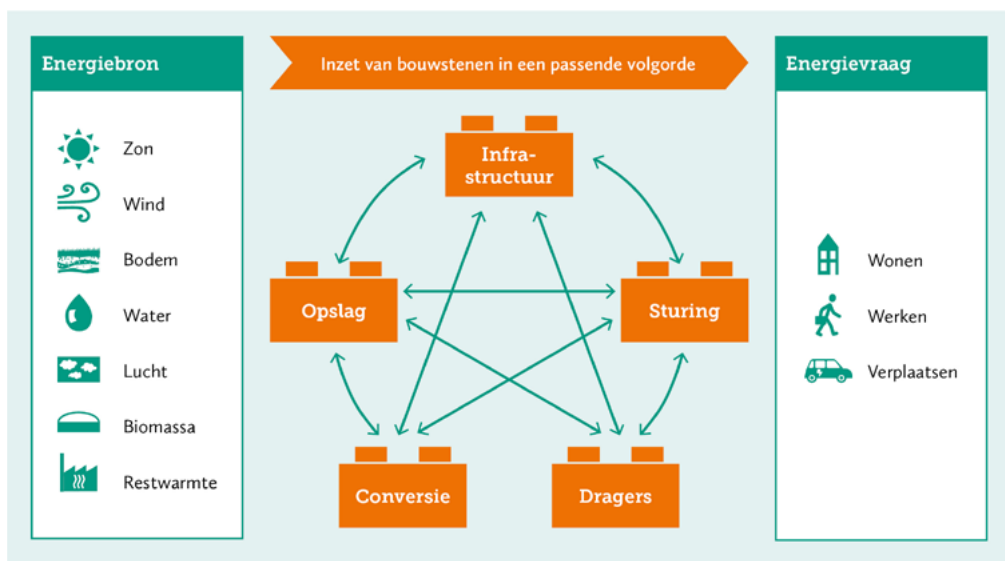 Energiebron
Zon
Wind
Bodem
Water
Lucht
Biomassa
Restwarmte
Inzet van bouwstenen in een passende volgorde
Infra-
structuur
Opslag
Sturing
Conversie
Dragers
Energievraag
Wonen
Werken
Verplaatsen